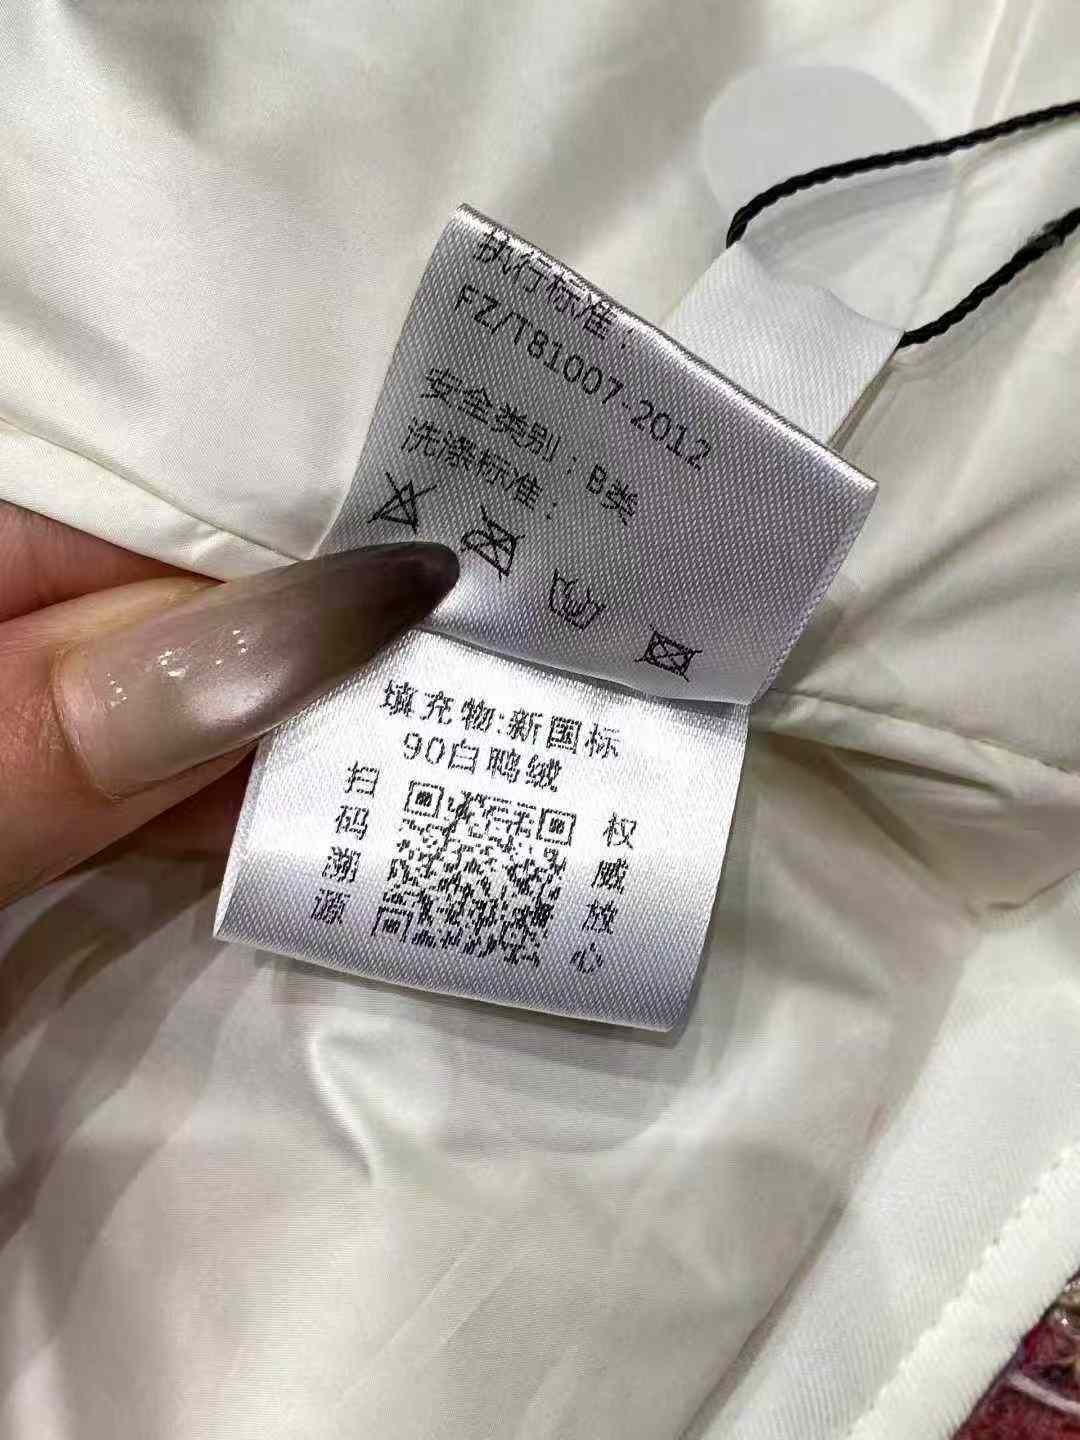 执行标准：
FZ/T81007-2012
安全类别：B类
洗涤标准：
填充物:新国标
90白鸭绒
扫码溯源
权威放心